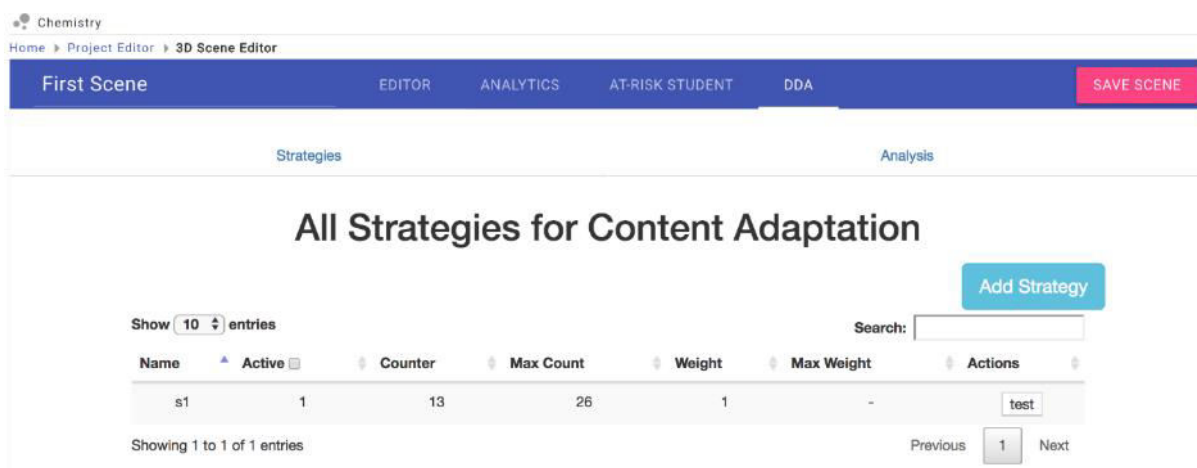 Chemistry
Home Project Editor 3D Scene Editor
First Scene EDITOR ANALYTICS AT-RISK STUDENT DDA SAVE SCENE
Strategies Analysis
All Strategies for Content Adaptation
Add Strategy
Show 10 entries Search:
Name Active Counter Max Count Weight Max Weight Actions
s1 1 13 26 1 - test
Showing 1 to 1 of 1 entries Previous 1 Next